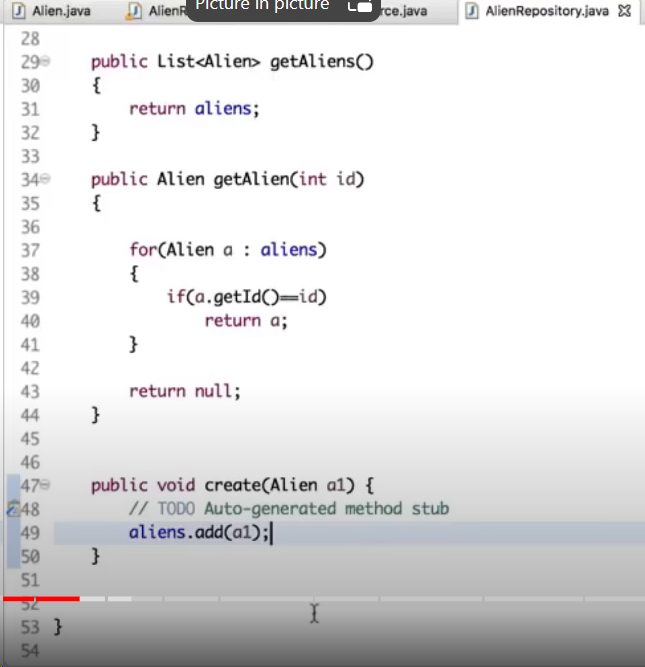 Alien.java AlienR Picture in picture rce.java AlienRepository.java
28
29 public List<Alien> getAliens()
30 {
31 return aliens;
32 }
33
34 public Alien getAlien(int id)
35 {
36
37 for(Alien a : aliens)
38 {
39 if(a.getId()==id)
40 return a;
41 }
42
43 return null;
44 }
45
46
47 public void create(Alien a1) {
48 // TODO Auto-generated method stub
49 aliens.add(a1);
50 }
51
52
53 }
54